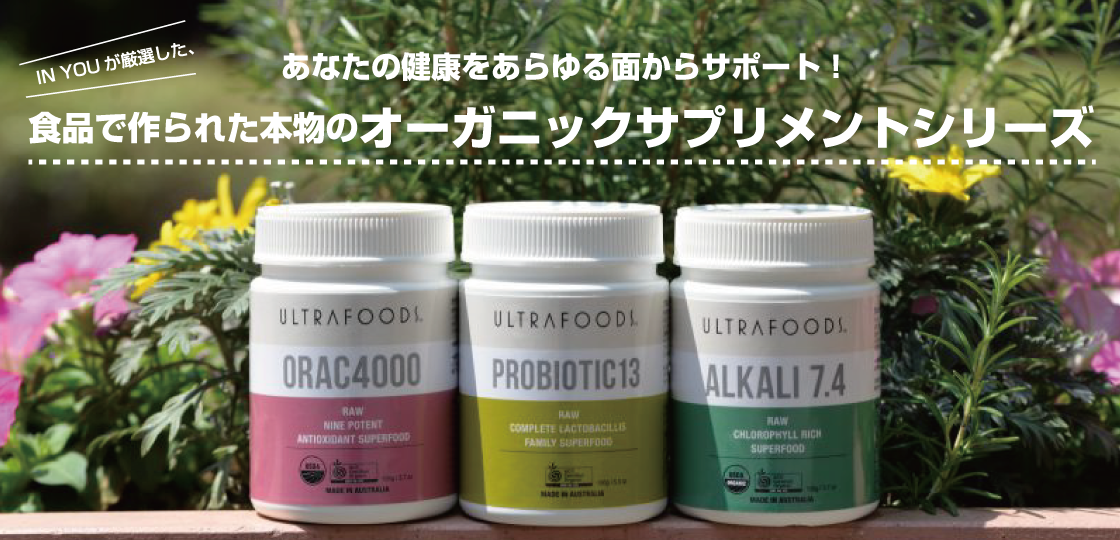 IN YOUが厳選した、
あなたの健康をあらゆる面からサポート！
食品で作られた本物のオーガニックサプリメントシリーズ
ULTRAFOODS
ORAC4000
RAW
NINE POTENT
ANTIOXIDANT SUPERFOOD
USDA
MADE IN AUSTRALIA
ULTRAFOODS
PROBIOTIC13
RAW
COMPLETE LACTOBACILLIS
FAMILY SUPERFOOD
MADE IN AUSTRALIA
ULTRAFOODS
ALKALI 7.4
RAW
CHLOROPHYLL RICH
SUPERFOOD
USDA
ORGANIC
MADE IN AUSTRALIA